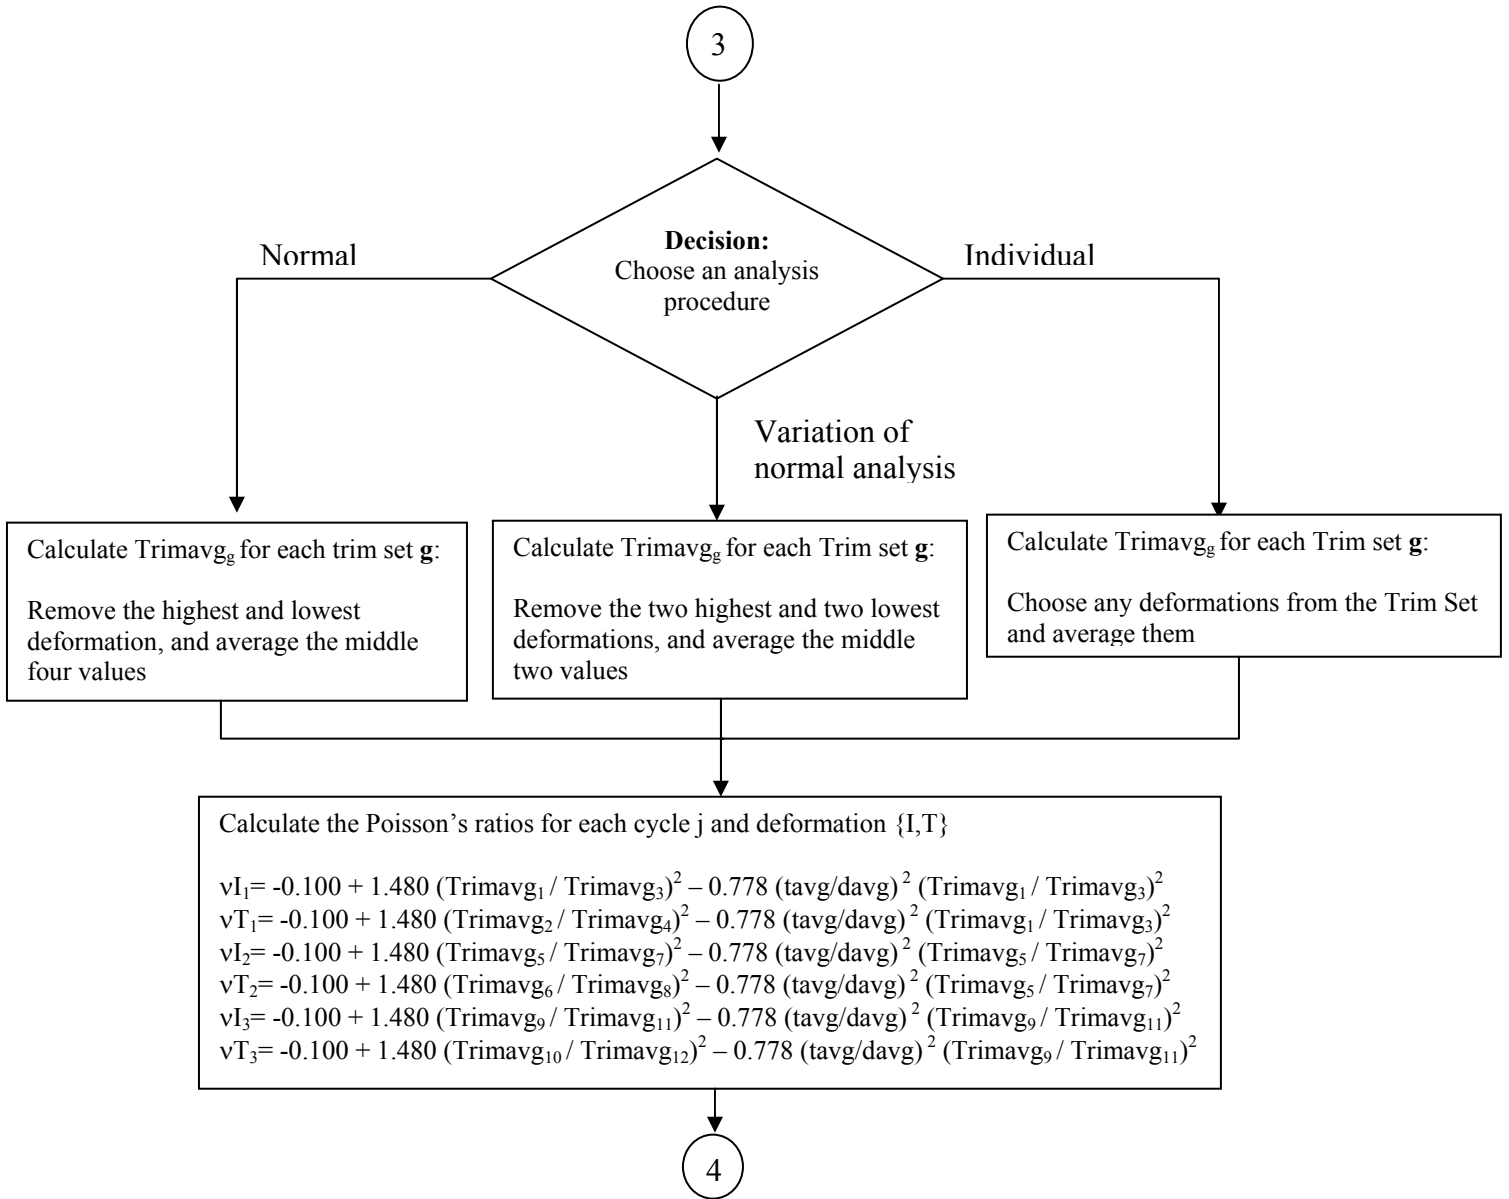 3
Decision:
Choose an analysis
procedure
Normal
Individual
Variation of
normal analysis
Calculate Trimavg_g for each trim set g:
Remove the highest and lowest
deformation, and average the middle
four values
Calculate Trimavg_g for each Trim set g:
Remove the two highest and two lowest
deformations, and average the middle
two values
Calculate Trimavg_g for each Trim set g:
Choose any deformations from the Trim Set
and average them
Calculate the Poisson's ratios for each cycle j and deformation {I,T}
νI₁= -0.100 + 1.480 (Trimavg₁ / Trimavg₃)² – 0.778 (tavg/davg) ² (Trimavg₁ / Trimavg₃)²
νT₁= -0.100 + 1.480 (Trimavg₂ / Trimavg₄)² – 0.778 (tavg/davg) ² (Trimavg₁ / Trimavg₃)²
νI₂= -0.100 + 1.480 (Trimavg₅ / Trimavg₇)² – 0.778 (tavg/davg) ² (Trimavg₅ / Trimavg₇)²
νT₂= -0.100 + 1.480 (Trimavg₆ / Trimavg₈)² – 0.778 (tavg/davg) ² (Trimavg₅ / Trimavg₇)²
νI₃= -0.100 + 1.480 (Trimavg₉ / Trimavg₁₁)² – 0.778 (tavg/davg) ² (Trimavg₉ / Trimavg₁₁)²
νT₃= -0.100 + 1.480 (Trimavg₁₀ / Trimavg₁₂)² – 0.778 (tavg/davg) ² (Trimavg₉ / Trimavg₁₁)²
4